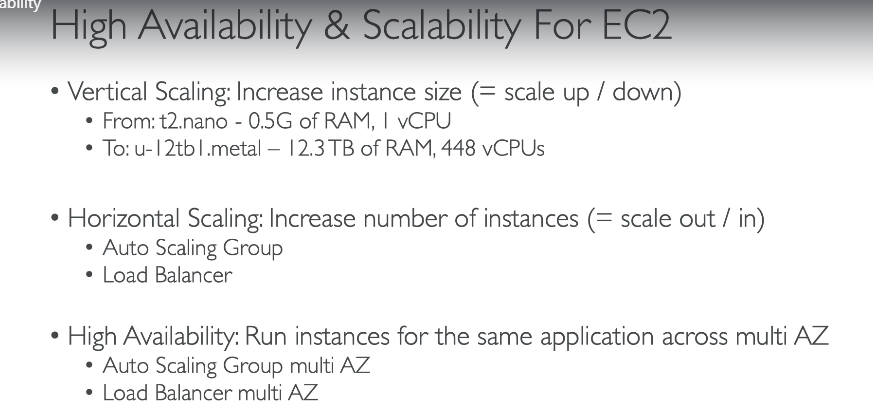 ability
High Availability & Scalability For EC2
• Vertical Scaling: Increase instance size (= scale up / down)
• From: t2.nano - 0.5G of RAM, 1 vCPU
• To: u-12tb1.metal – 12.3 TB of RAM, 448 vCPUs
• Horizontal Scaling: Increase number of instances (= scale out / in)
• Auto Scaling Group
• Load Balancer
• High Availability: Run instances for the same application across multi AZ
• Auto Scaling Group multi AZ
• Load Balancer multi AZ